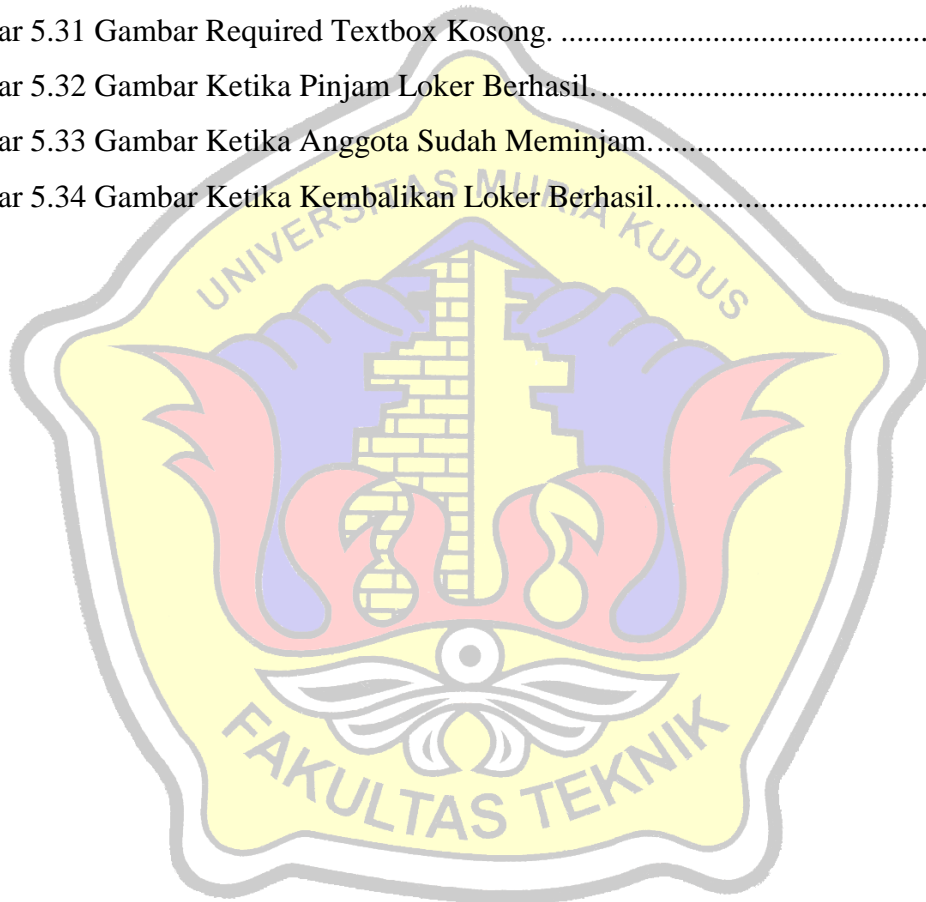 ar 5.31 Gambar Required Textbox Kosong. ........................................
ar 5.32 Gambar Ketika Pinjam Loker Berhasil. ...................................
ar 5.33 Gambar Ketika Anggota Sudah Meminjam. ............................
ar 5.34 Gambar Ketika Kembalikan Loker Berhasil. ...........................
UNIVERSITAS MURIA KUDUS
FAKULTAS TEKNIK